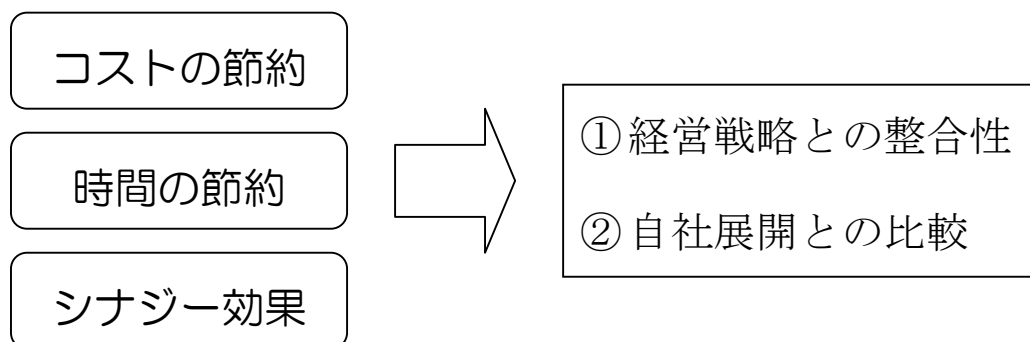 コストの節約
時間の節約
シナジー効果
①経営戦略との整合性
②自社展開との比較